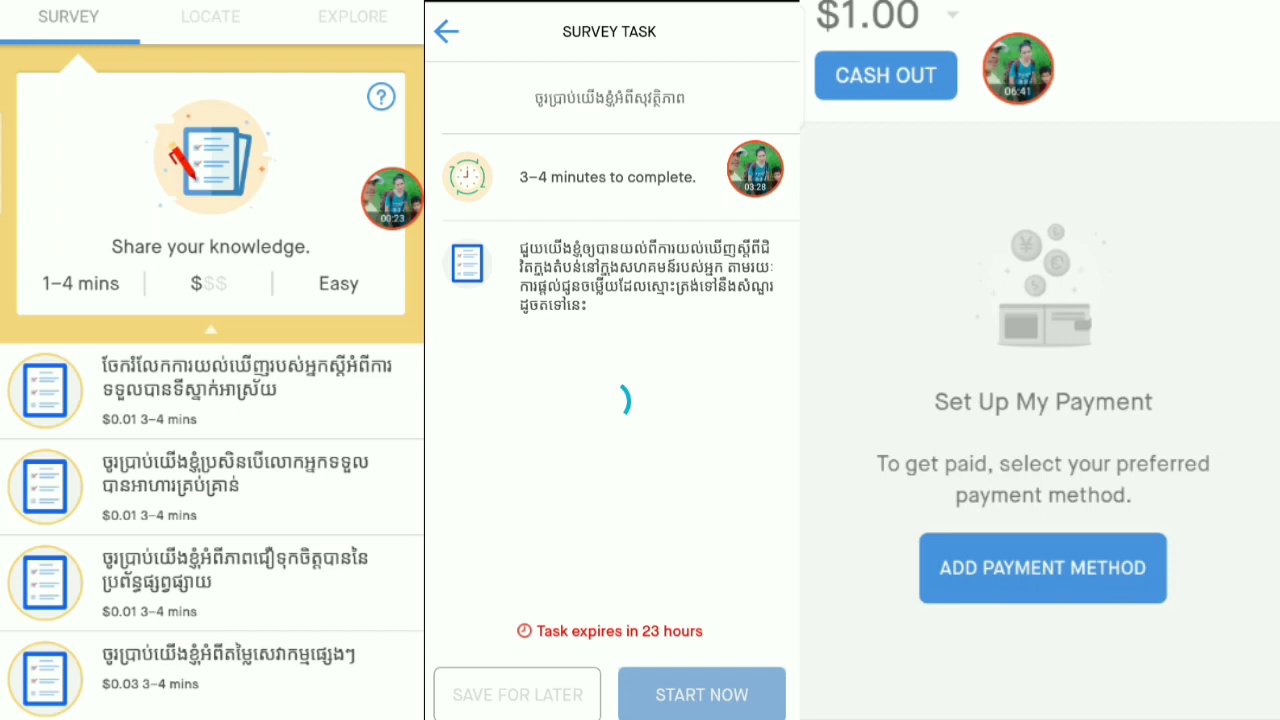 SURVEY
LOCATE
EXPLORE
?
00:23
Share your knowledge.
1–4 mins
$$$
Easy
ចែករំលែកការយល់ឃើញរបស់អ្នកស្តីអំពីការ
ទទួលបានទីស្នាក់អាស្រ័យ
$0.01 3–4 mins
ចូរប្រាប់យើងខ្ញុំប្រសិនបើលោកអ្នកទទួល
បានអាហារគ្រប់គ្រាន់
$0.01 3–4 mins
ចូរប្រាប់យើងខ្ញុំអំពីភាពជឿទុកចិត្តបាននៃ
ប្រព័ន្ធផ្សព្វផ្សាយ
$0.01 3–4 mins
ចូរប្រាប់យើងខ្ញុំអំពីតម្លៃសេវាកម្មផ្សេងៗ
$0.03 3–4 mins
SURVEY TASK
ចូរប្រាប់យើងខ្ញុំអំពីសុវត្ថិភាព
3–4 minutes to complete.
03:28
ជួយយើងខ្ញុំឲ្យបានយល់ពីការយល់ឃើញស្តីពីជី
វិតក្នុងតំបន់នៅក្នុងសហគមន៍របស់អ្នក តាមរយៈ
ការផ្តល់ជូនចម្លើយដែលស្មោះត្រង់ទៅនឹងសំណួរ
ដូចតទៅនេះ
Task expires in 23 hours
SAVE FOR LATER
START NOW
$1.00
CASH OUT
06:41
Set Up My Payment
To get paid, select your preferred
payment method.
ADD PAYMENT METHOD